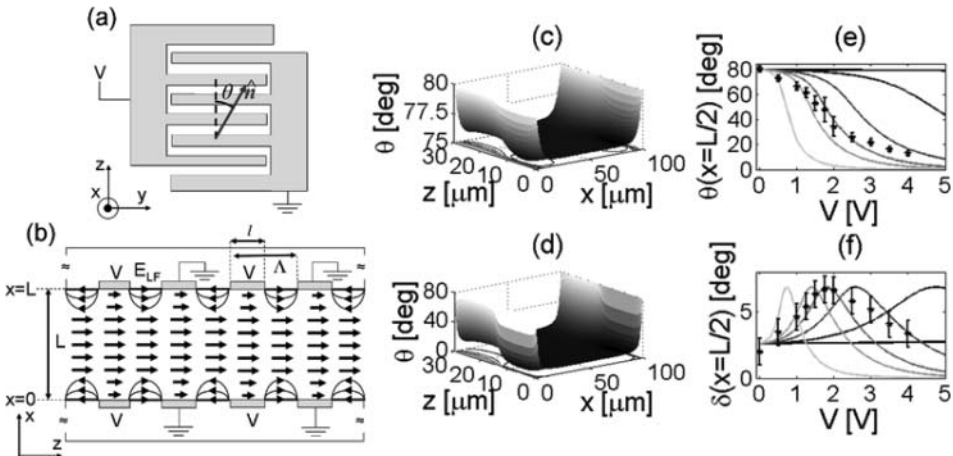 (a)
V
θ n̂
z
x
y
(b)
l
Λ
≈ V E_LF V ≈
x=L
L
x=0
≈ V V ≈
x
z
(c)
80
77.5
75
θ [deg]
30
20
10
0
z [μm]
0
50
100
x [μm]
(d)
80
40
0
θ [deg]
30
20
10
0
z [μm]
0
50
100
x [μm]
(e)
80
60
40
20
0
θ(x=L/2) [deg]
0 1 2 3 4 5
V [V]
(f)
5
0
δ(x=L/2) [deg]
0 1 2 3 4 5
V [V]